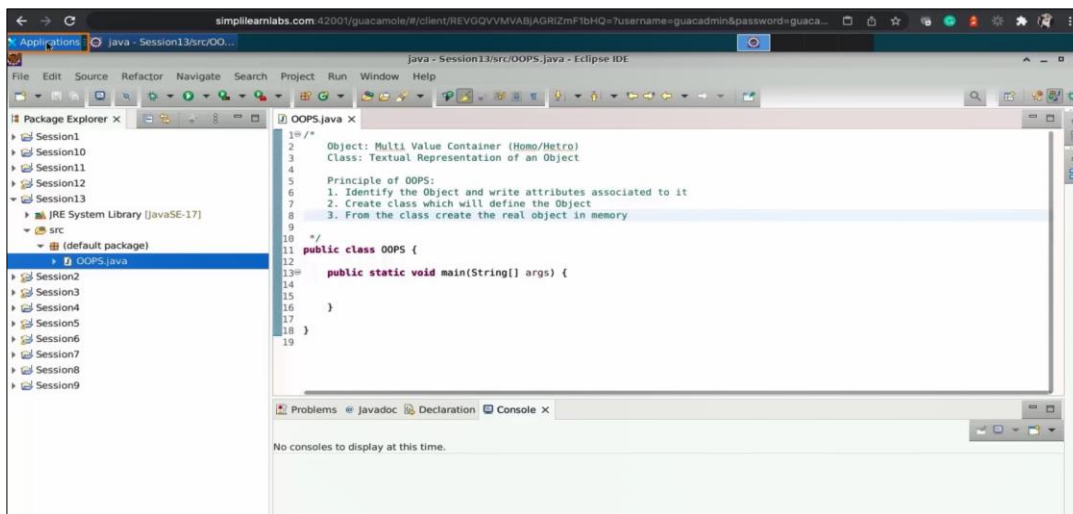 simplilearnlabs.com:42001/guacamole/#/client/REVGQVVMVABJAGRIZmF1bHQ=?username=guacadmin&password=guaca...
Applications
java - Session13/src/OO...
java - Session13/src/OOPS.java - Eclipse IDE
File Edit Source Refactor Navigate Search Project Run Window Help
Package Explorer
Session1
Session10
Session11
Session12
Session13
JRE System Library [JavaSE-17]
src
(default package)
OOPS.java
Session2
Session3
Session4
Session5
Session6
Session7
Session8
Session9
OOPS.java
1 /*
2 Object: Multi Value Container (Homo/Hetro)
3 Class: Textual Representation of an Object
4
5 Principle of OOPS:
6 1. Identify the Object and write attributes associated to it
7 2. Create class which will define the Object
8 3. From the class create the real object in memory
9
10 */
11 public class OOPS {
12
13 public static void main(String[] args) {
14
15
16 }
17
18 }
19
Problems Javadoc Declaration Console
No consoles to display at this time.